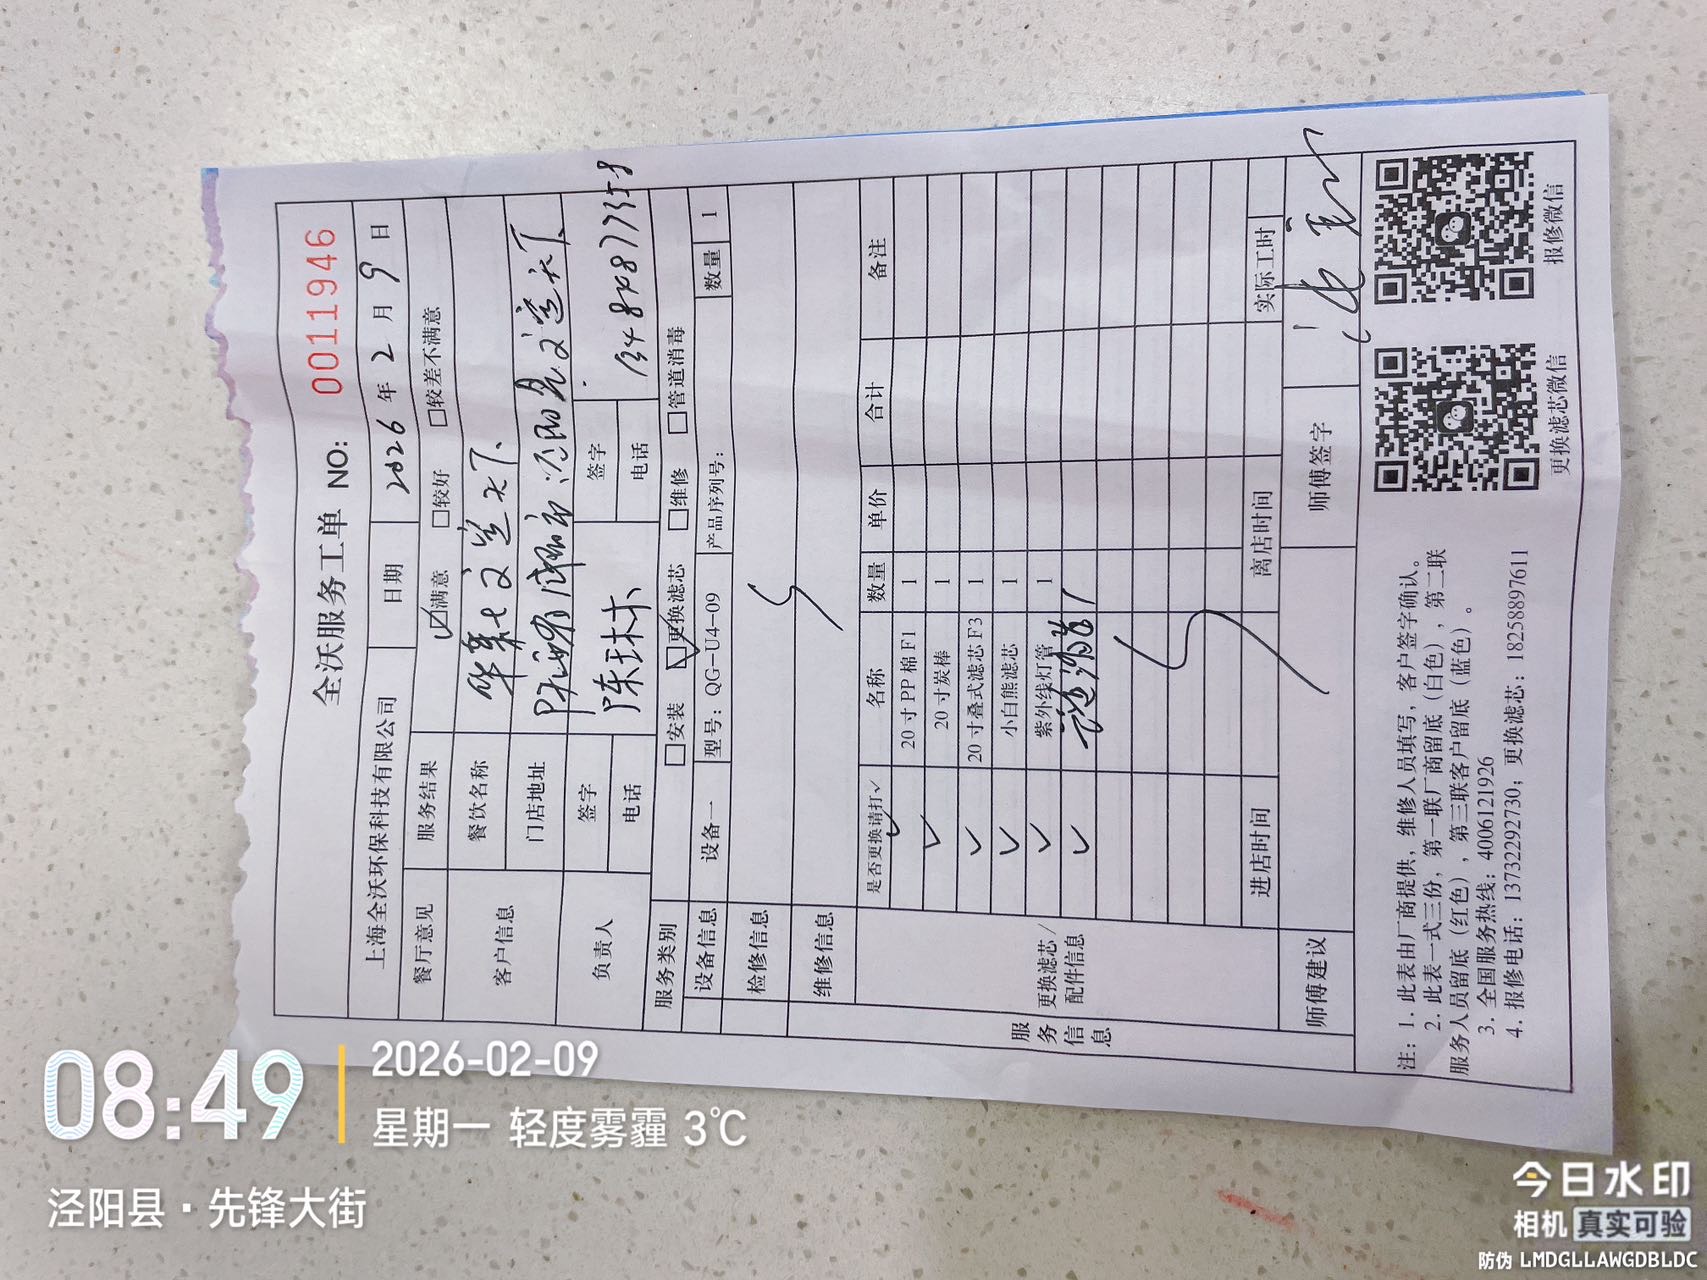 全沃服务工单 NO: 0011946
上海全沃环保科技有限公司 日期 2026年2月9日
餐厅意见 服务结果 ☑满意 □较好 □较差不满意
客户信息 餐饮名称
门店地址
负责人 签字 签字
电话 电话
服务类别 □安装 ☑更换滤芯 □维修 □管道消毒
设备信息 设备一 型号：QG-U4-09 产品序列号： 数量 1
检修信息
维修信息
服务信息
更换滤芯/配件信息
是否更换请打✓ 名称 数量 单价 合计 备注
✓ 20寸PP棉F1 1
✓ 20寸炭棒 1
✓ 20寸叠式滤芯F3 1
✓ 小白熊滤芯 1
✓ 紫外线灯管 1
✓ 1
进店时间 离店时间 实际工时
师傅建议 师傅签字
注：1. 此表由厂商提供，维修人员填写，客户签字确认。
2. 此表一式三份，第一联厂商留底（白色），第二联
服务人员留底（红色），第三联客户留底（蓝色）。
3. 全国服务热线：4006121926
4. 报修电话：13732292730，更换滤芯：18258897611
更换滤芯微信 报修微信
08:49
2026-02-09
星期一 轻度雾霾 3℃
泾阳县·先锋大街
今日水印
相机 真实可验
防伪 LMDGLLAWGDBLDC